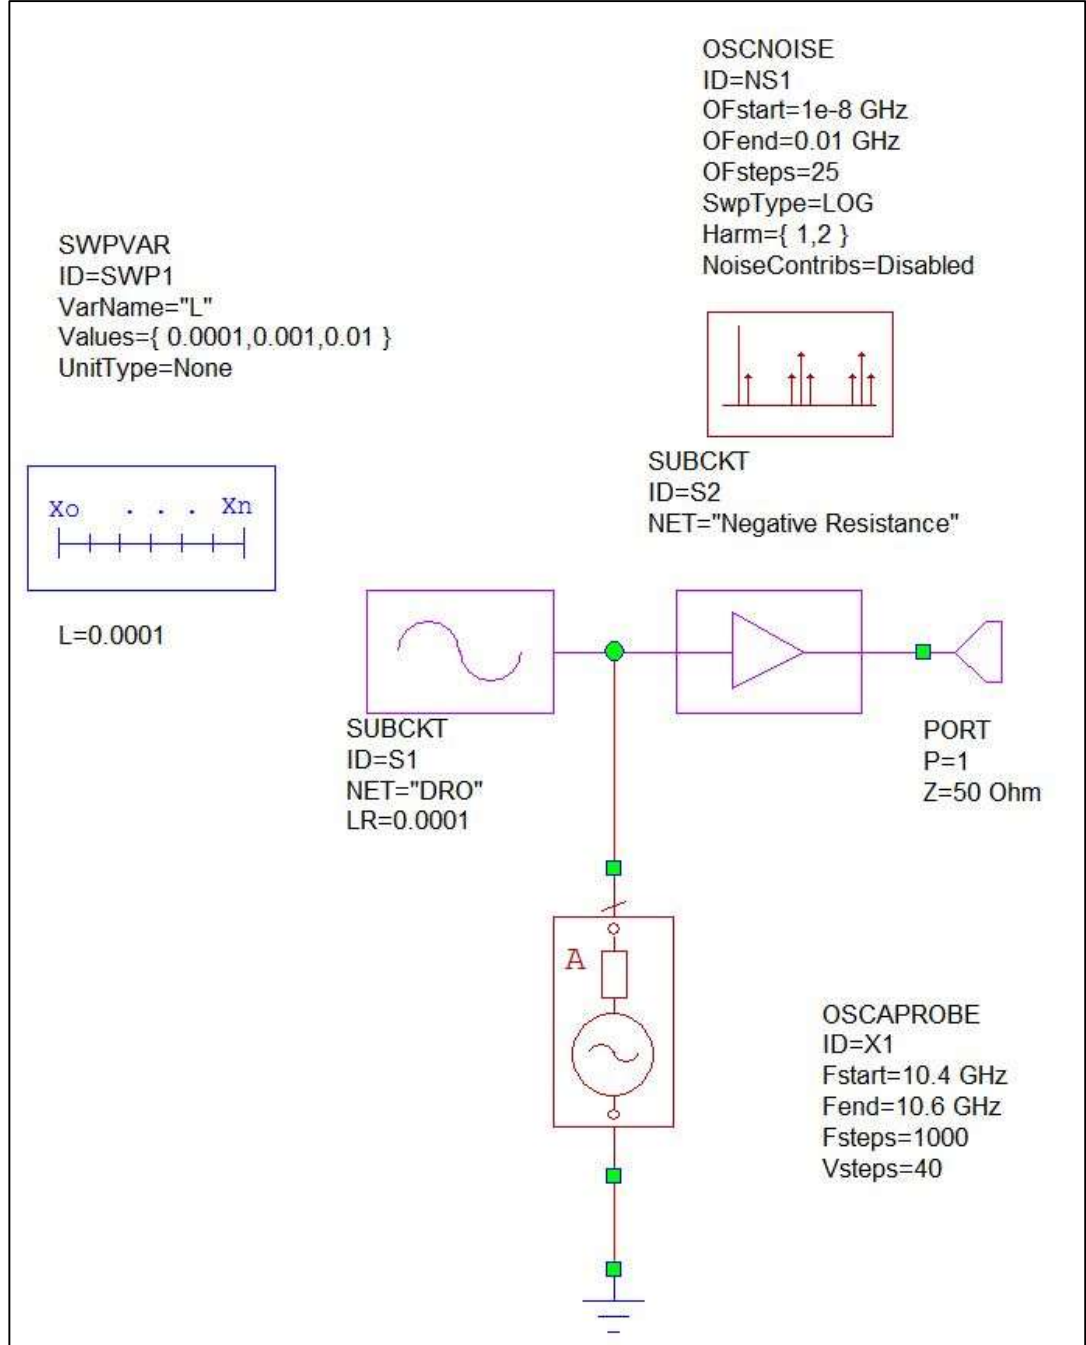 OSCNOISE
ID=NS1
OFstart=1e-8 GHz
OFend=0.01 GHz
OFsteps=25
SwpType=LOG
Harm={ 1,2 }
NoiseContribs=Disabled
SWPVAR
ID=SWP1
VarName="L"
Values={ 0.0001,0.001,0.01 }
UnitType=None
Xo . . . Xn
L=0.0001
SUBCKT
ID=S2
NET="Negative Resistance"
SUBCKT
ID=S1
NET="DRO"
LR=0.0001
PORT
P=1
Z=50 Ohm
A
OSCAPROBE
ID=X1
Fstart=10.4 GHz
Fend=10.6 GHz
Fsteps=1000
Vsteps=40